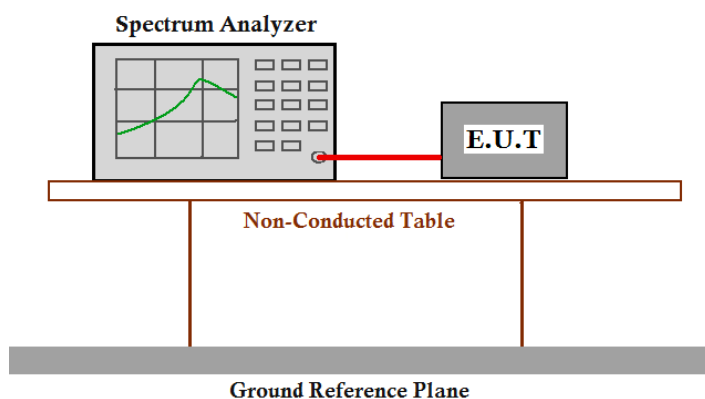 Spectrum Analyzer
E.U.T
Non-Conducted Table
Ground Reference Plane